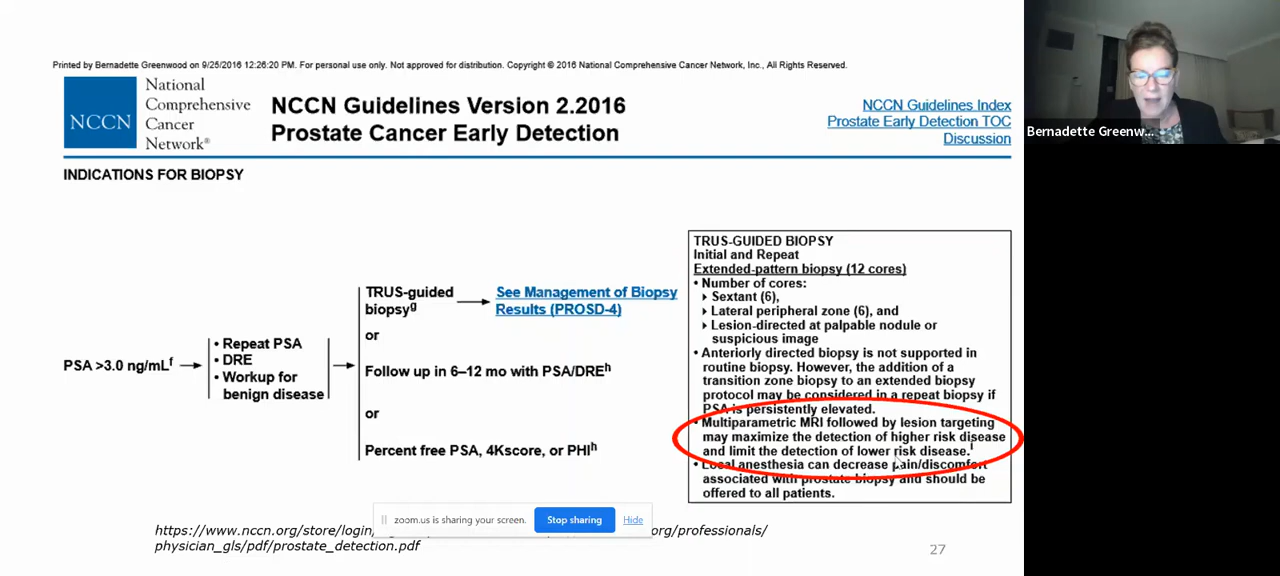 Printed by Bernadette Greenwood on 9/25/2016 12:26:20 PM. For personal use only. Not approved for distribution. Copyright © 2016 National Comprehensive Cancer Network, Inc., All Rights Reserved.
NCCN
National
Comprehensive
Cancer
Network®
NCCN Guidelines Version 2.2016
Prostate Cancer Early Detection
NCCN Guidelines Index
Prostate Early Detection TOC
Discussion
Bernadette Greenw...
INDICATIONS FOR BIOPSY
PSA >3.0 ng/mLf
• Repeat PSA
• DRE
• Workup for
benign disease
TRUS-guided
biopsyg
See Management of Biopsy
Results (PROSD-4)
or
Follow up in 6–12 mo with PSA/DREh
or
Percent free PSA, 4Kscore, or PHIh
TRUS-GUIDED BIOPSY
Initial and Repeat
Extended-pattern biopsy (12 cores)
• Number of cores:
Sextant (6),
Lateral peripheral zone (6), and
Lesion-directed at palpable nodule or
suspicious image
• Anteriorly directed biopsy is not supported in
routine biopsy. However, the addition of a
transition zone biopsy to an extended biopsy
protocol may be considered in a repeat biopsy if
PSA is persistently elevated.
• Multiparametric MRI followed by lesion targeting
may maximize the detection of higher risk disease
and limit the detection of lower risk disease.i
• Local anesthesia can decrease pain/discomfort
associated with prostate biopsy and should be
offered to all patients.
zoom.us is sharing your screen.
Stop sharing
Hide
https://www.nccn.org/store/login/ org/professionals/
physician_gls/pdf/prostate_detection.pdf
27